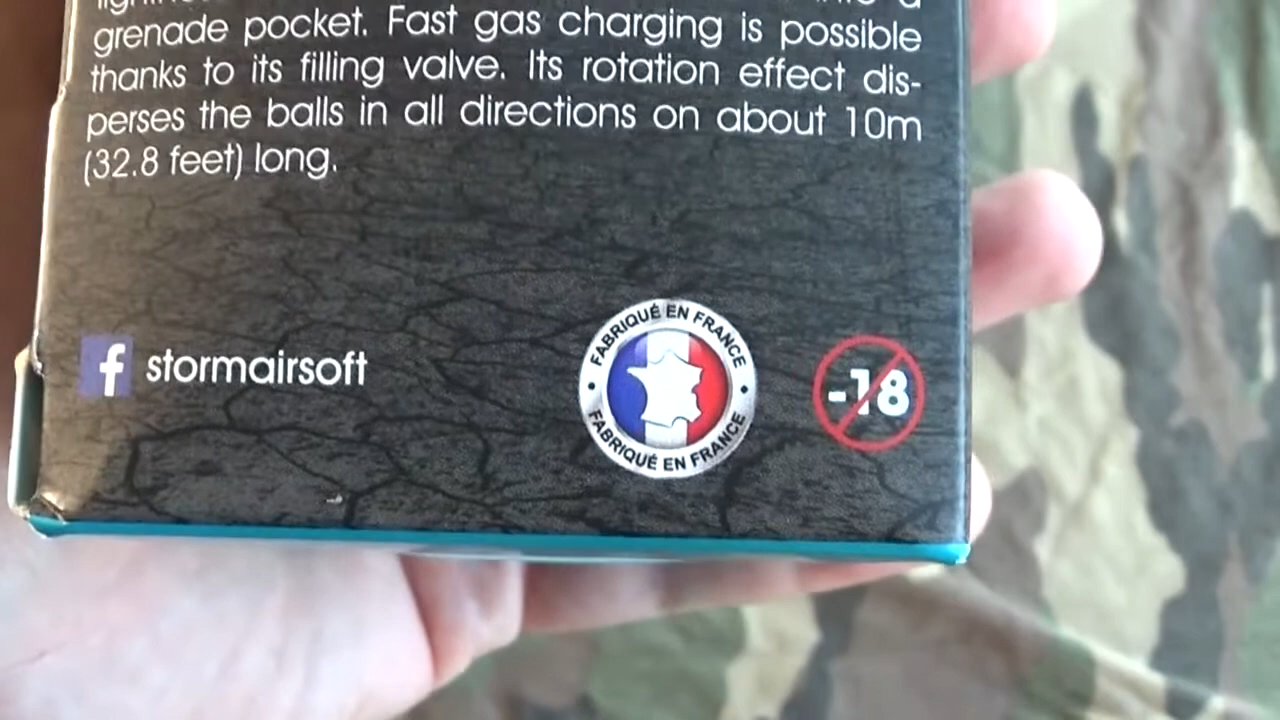 grenade pocket. Fast gas charging is possible
thanks to its filling valve. Its rotation effect dis-
perses the balls in all directions on about 10m
(32.8 feet) long.
f stormairsoft
FABRIQUÉ EN FRANCE
FABRIQUÉ EN FRANCE
-18